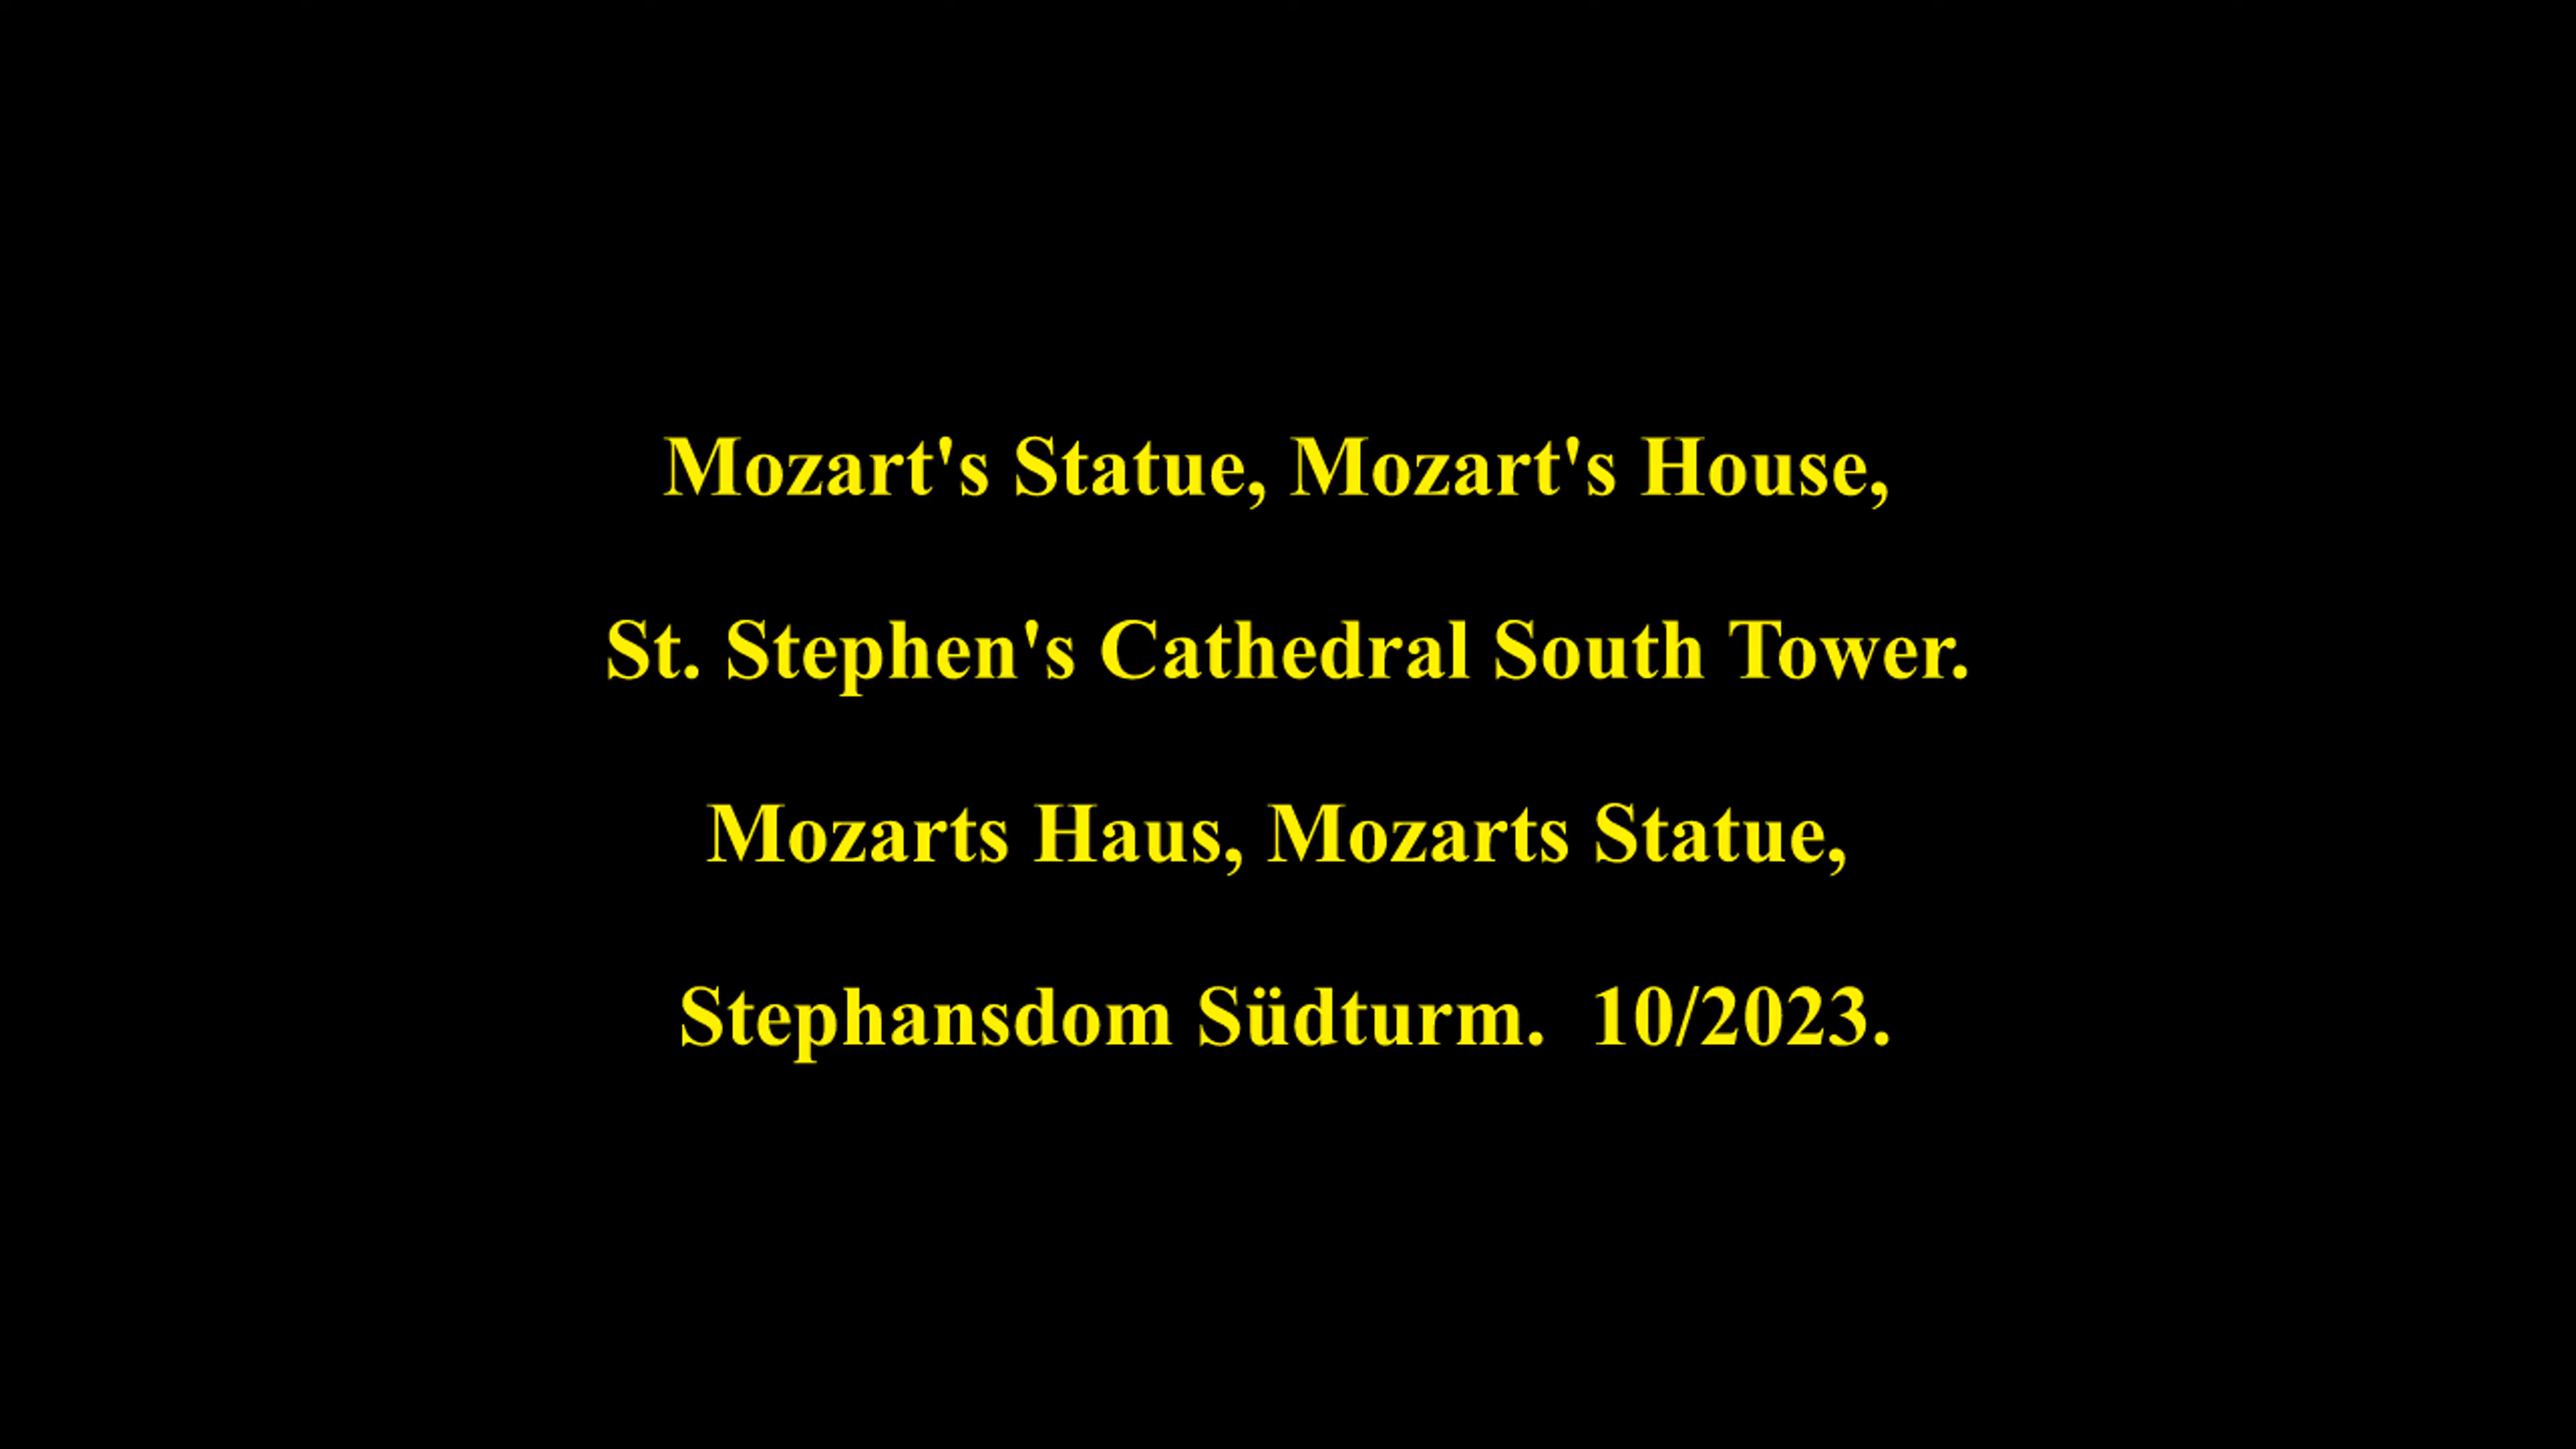 Mozart's Statue, Mozart's House,
St. Stephen's Cathedral South Tower.
Mozarts Haus, Mozarts Statue,
Stephansdom Südturm.  10/2023.